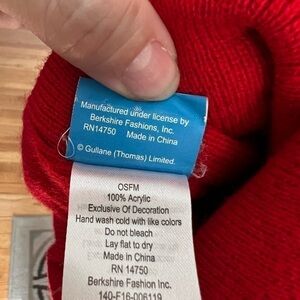 Manufactured under license by
Berkshire Fashions, Inc.
RN14750 Made in China
© Gullane (Thomas) Limited.
OSFM
100% Acrylic
Exclusive Of Decoration
Hand wash cold with like colors
Do not bleach
Lay flat to dry
Made in China
RN 14750
Berkshire Fashion Inc.
140-F16-006119